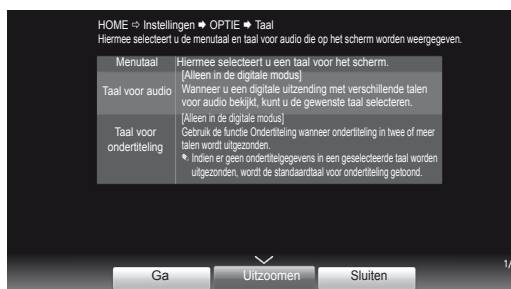 HOME ⇨ Instellingen ➡ OPTIE ➡ Taal
Hiermee selecteert u de menutaal en taal voor audio die op het scherm worden weergegeven.
Menutaal Hiermee selecteert u een taal voor het scherm.
Taal voor audio
[Alleen in de digitale modus]
Wanneer u een digitale uitzending met verschillende talen
voor audio bekijkt, kunt u de gewenste taal selecteren.
Taal voor
ondertiteling
[Alleen in de digitale modus]
Gebruik de functie Ondertiteling wanneer ondertiteling in twee of meer
talen wordt uitgezonden.
✎ Indien er geen ondertitelgegevens in een geselecteerde taal worden
uitgezonden, wordt de standaardtaal voor ondertiteling getoond.
Ga Uitzoomen Sluiten
1/